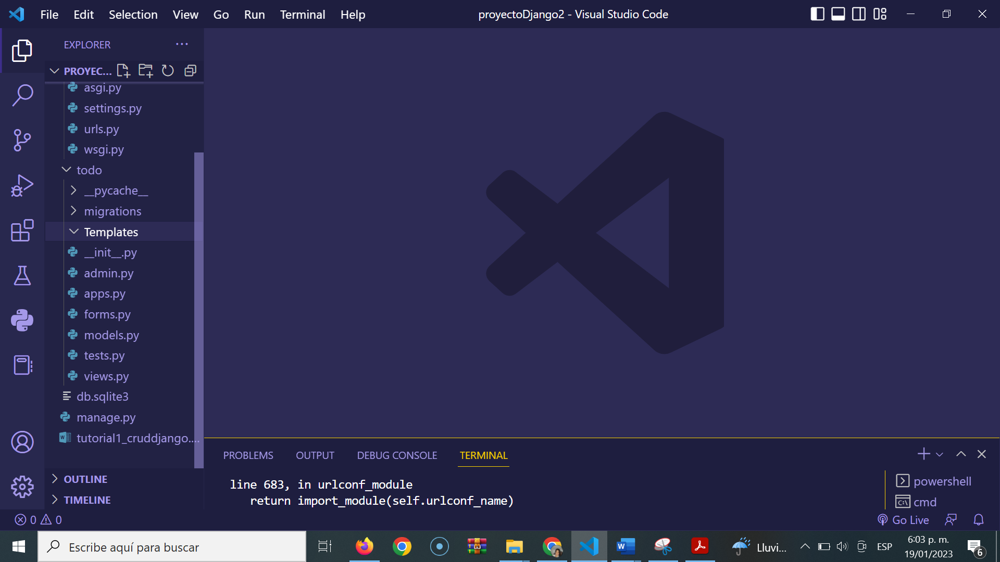 File Edit Selection View Go Run Terminal Help
proyectoDjango2 - Visual Studio Code
EXPLORER
PROYEC...
asgi.py
settings.py
urls.py
wsgi.py
todo
__pycache__
migrations
Templates
__init__.py
admin.py
apps.py
forms.py
models.py
tests.py
views.py
db.sqlite3
manage.py
tutorial1_cruddjango....
OUTLINE
TIMELINE
PROBLEMS OUTPUT DEBUG CONSOLE TERMINAL
line 683, in urlconf_module
return import_module(self.urlconf_name)
powershell
cmd
0 0
Go Live
Escribe aquí para buscar
Lluvi...
ESP
6:03 p. m.
19/01/2023
6